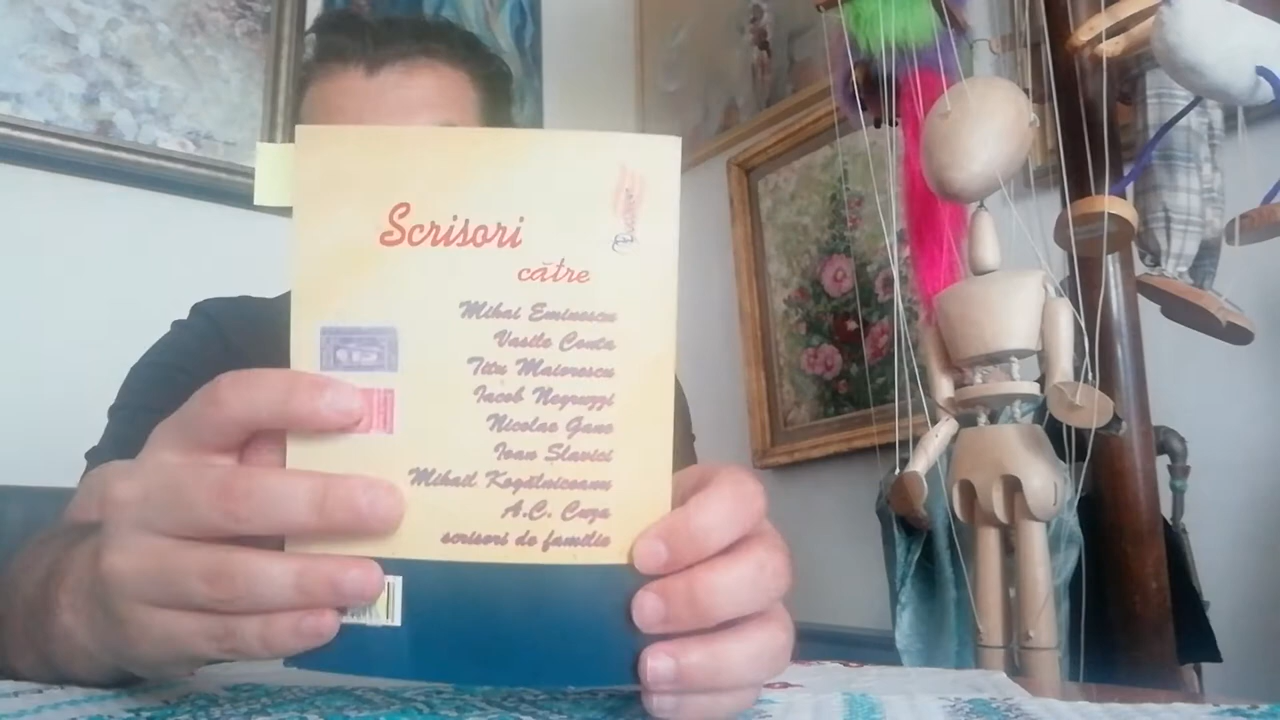 Scrisori
către
Mihai Eminescu
Vasile Conta
Titu Maiorescu
Iacob Negruzzi
Nicolae Gane
Ioan Slavici
Mihail Kogălniceanu
A.C. Cuza
scrisori de familie